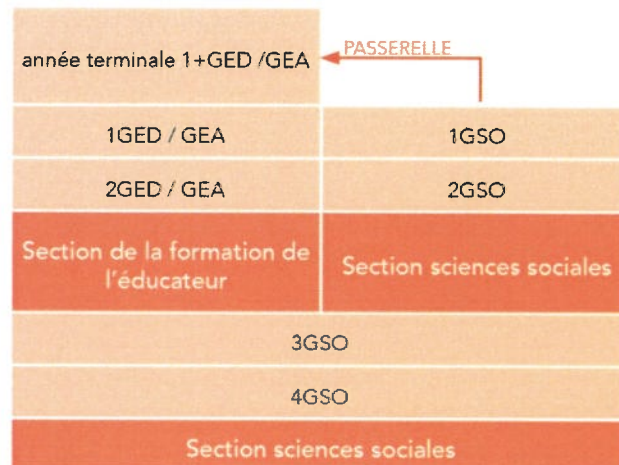 année terminale 1+GED /GEA
PASSERELLE
1GED / GEA
1GSO
2GED / GEA
2GSO
Section de la formation de
l'éducateur
Section sciences sociales
3GSO
4GSO
Section sciences sociales